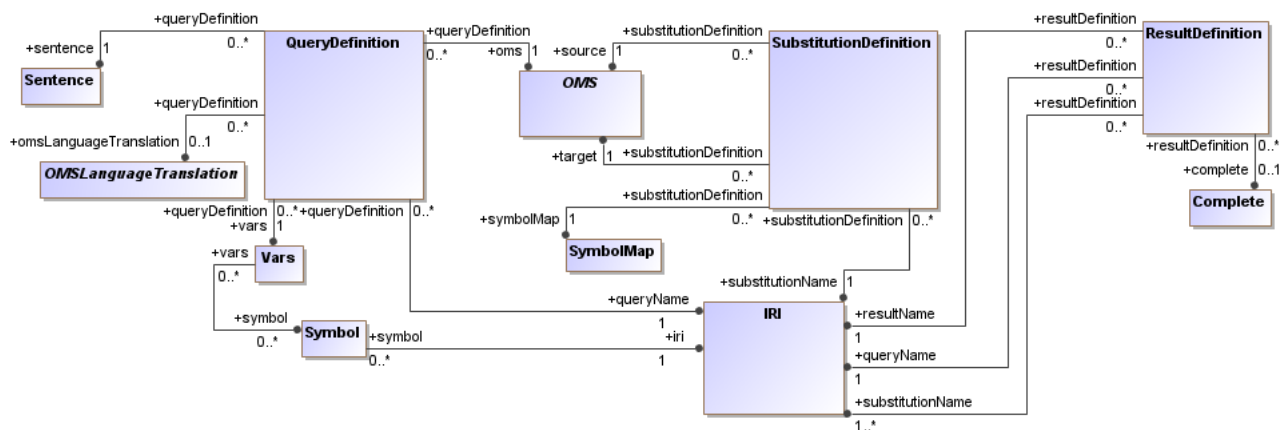 +queryDefinition
0..*
+sentence
1
Sentence
+queryDefinition
0..*
+omsLanguageTranslation
0..1
OMSLanguageTranslation
QueryDefinition
+queryDefinition
0..*
+oms
1
+source
1
+substitutionDefinition
0..*
OMS
+target
1
+substitutionDefinition
0..*
SubstitutionDefinition
+symbolMap
1
+substitutionDefinition
0..*
SymbolMap
+substitutionDefinition
0..*
+resultDefinition
0..*
+resultDefinition
0..*
+resultDefinition
0..*
ResultDefinition
+resultDefinition
0..*
+complete
0..1
Complete
+queryDefinition
0..*
+vars
1
+queryDefinition
0..*
Vars
+vars
0..*
+symbol
0..*
Symbol
+symbol
0..*
+queryName
1
+iri
1
+substitutionName
1
IRI
+resultName
1
+queryName
1
+substitutionName
1..*